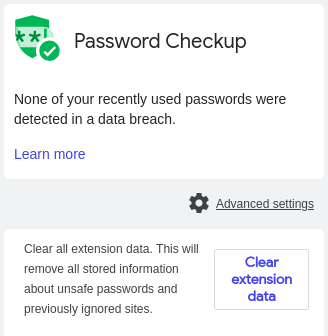 Password Checkup
None of your recently used passwords were
detected in a data breach.
Learn more
Advanced settings
Clear all extension data. This will
remove all stored information
about unsafe passwords and
previously ignored sites.
Clear
extension
data